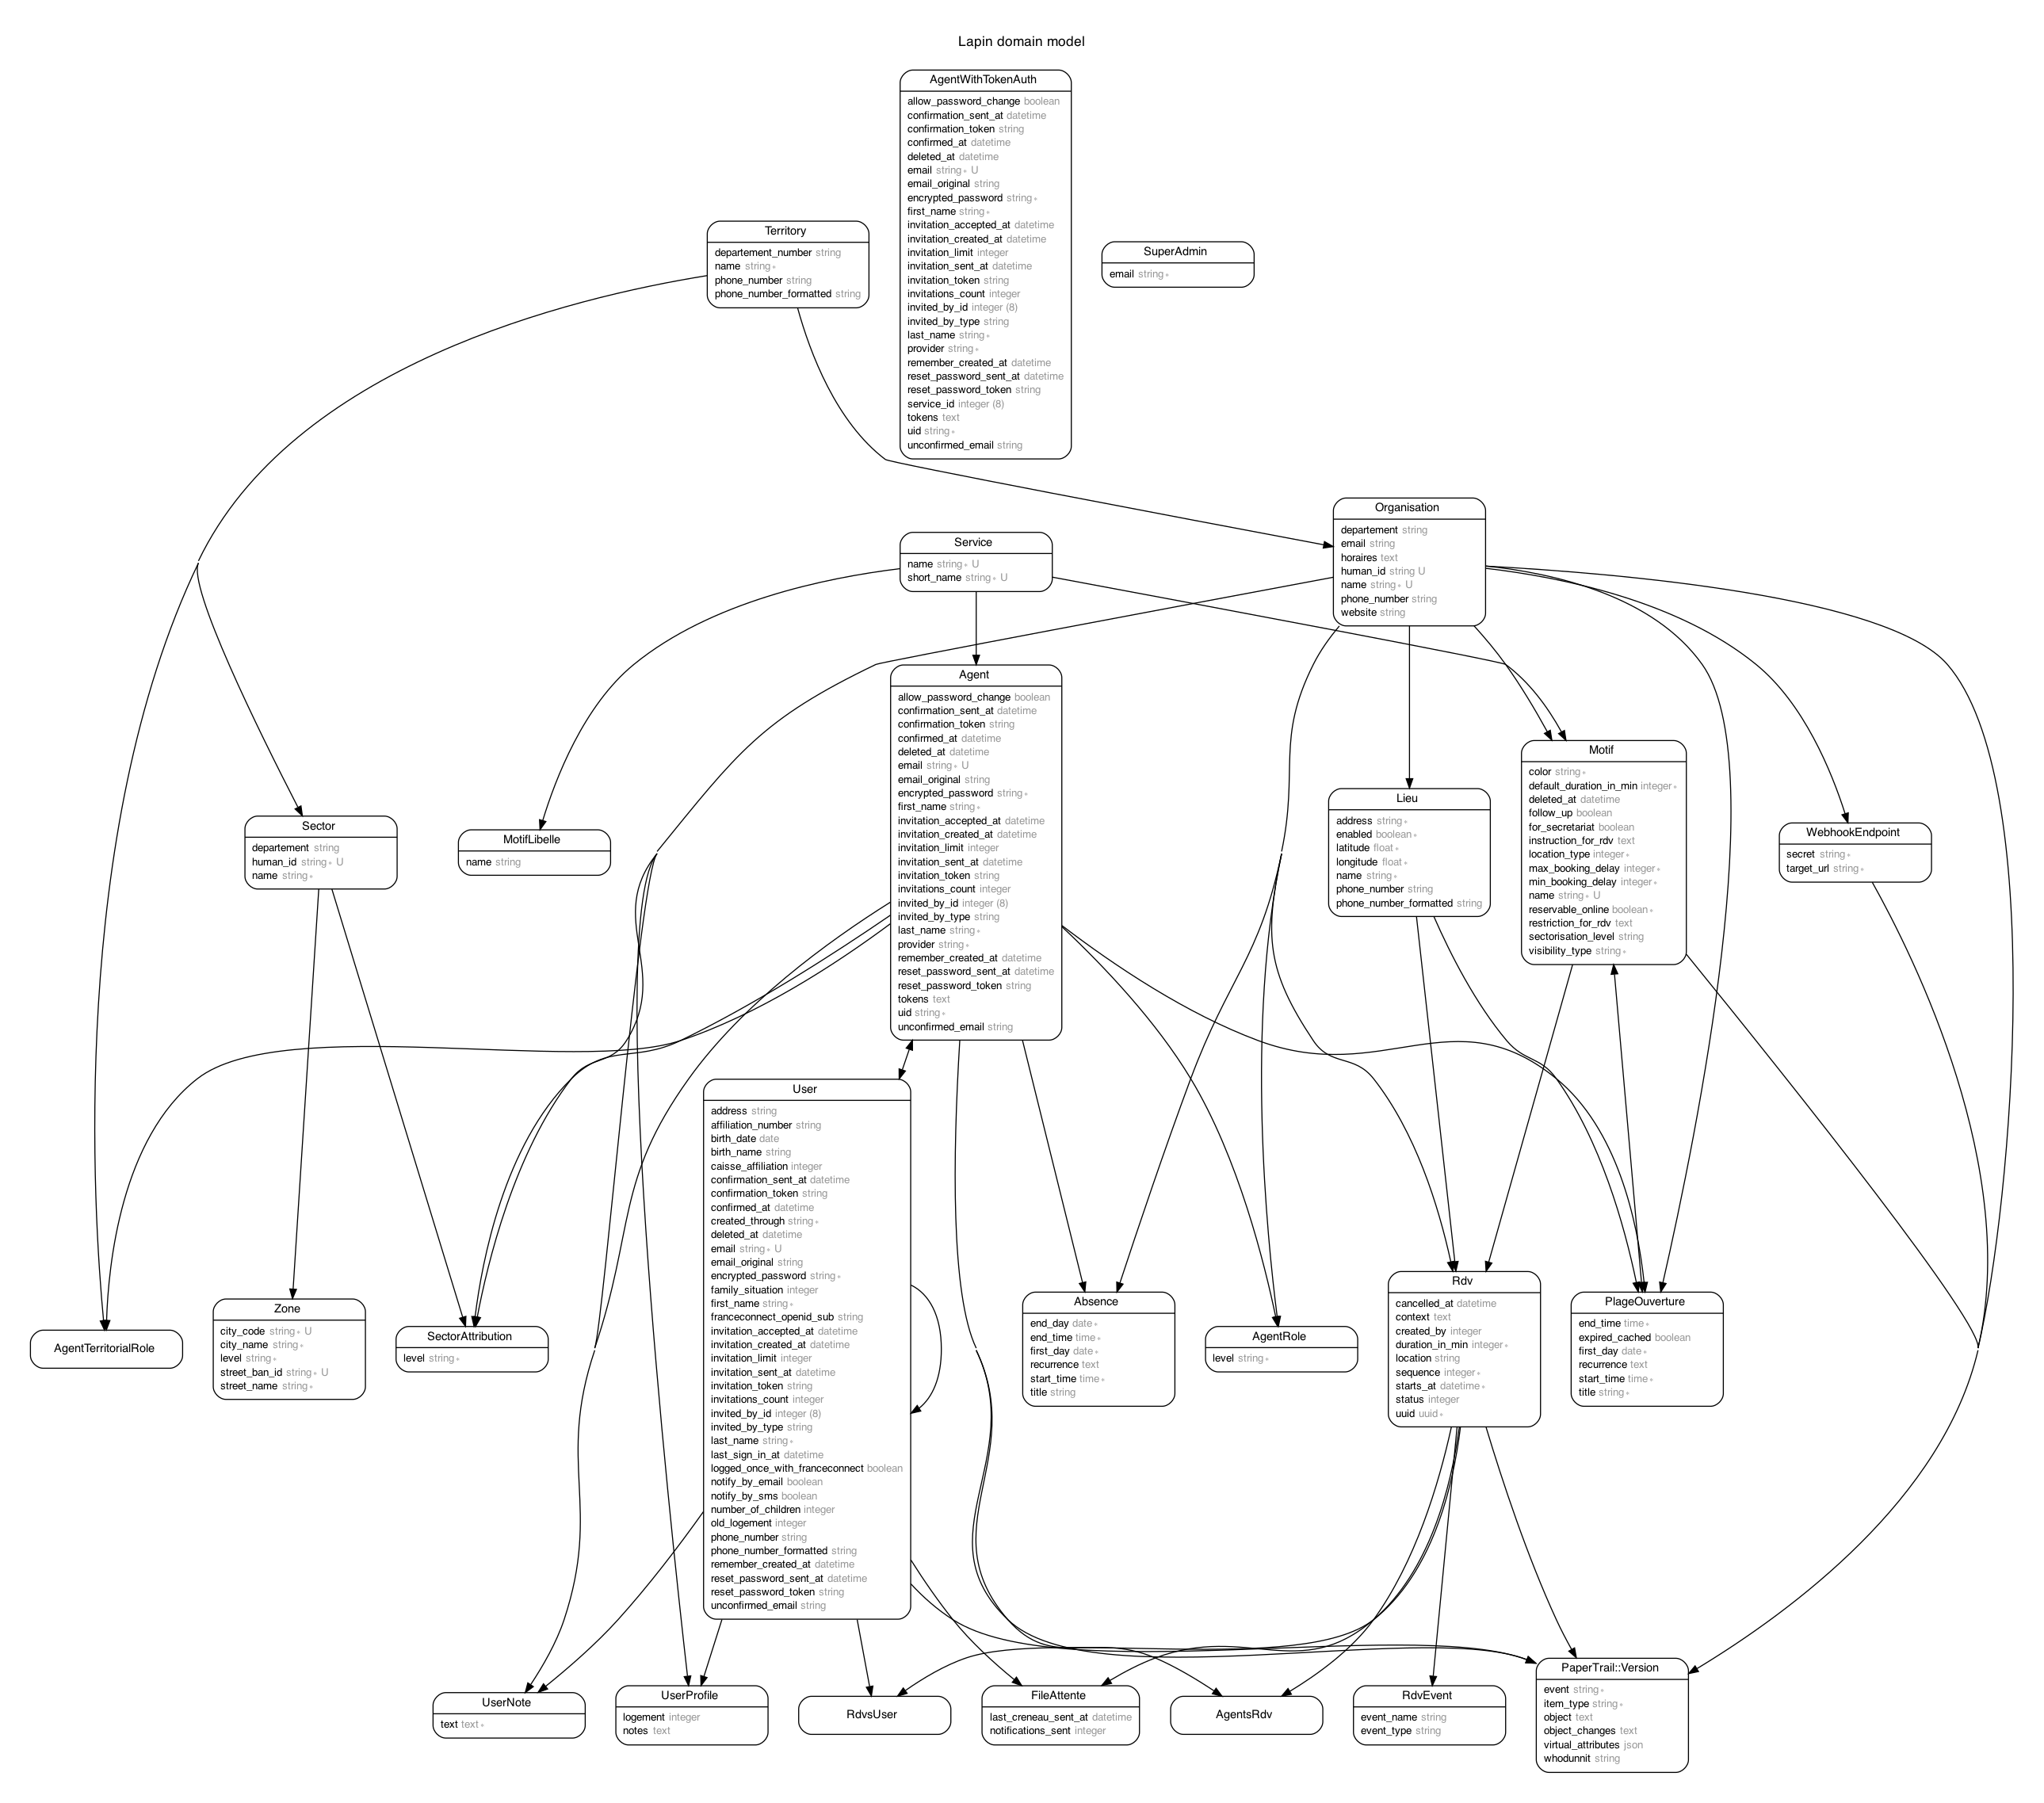 Lapin domain model
AgentWithTokenAuth
allow_password_change boolean
confirmation_sent_at datetime
confirmation_token string
confirmed_at datetime
deleted_at datetime
email string∗ U
email_original string
encrypted_password string∗
first_name string∗
invitation_accepted_at datetime
invitation_created_at datetime
invitation_limit integer
invitation_sent_at datetime
invitation_token string
invitations_count integer
invited_by_id integer (8)
invited_by_type string
last_name string∗
provider string∗
remember_created_at datetime
reset_password_sent_at datetime
reset_password_token string
service_id integer (8)
tokens text
uid string∗
unconfirmed_email string
Territory
departement_number string
name string∗
phone_number string
phone_number_formatted string
SuperAdmin
email string∗
Organisation
departement string
email string
horaires text
human_id string U
name string∗ U
phone_number string
website string
Service
name string∗ U
short_name string∗ U
Agent
allow_password_change boolean
confirmation_sent_at datetime
confirmation_token string
confirmed_at datetime
deleted_at datetime
email string∗ U
email_original string
encrypted_password string∗
first_name string∗
invitation_accepted_at datetime
invitation_created_at datetime
invitation_limit integer
invitation_sent_at datetime
invitation_token string
invitations_count integer
invited_by_id integer (8)
invited_by_type string
last_name string∗
provider string∗
remember_created_at datetime
reset_password_sent_at datetime
reset_password_token string
tokens text
uid string∗
unconfirmed_email string
Motif
color string∗
default_duration_in_min integer∗
deleted_at datetime
follow_up boolean
for_secretariat boolean
instruction_for_rdv text
location_type integer∗
max_booking_delay integer∗
min_booking_delay integer∗
name string∗ U
reservable_online boolean∗
restriction_for_rdv text
sectorisation_level string
visibility_type string∗
Lieu
address string∗
enabled boolean∗
latitude float∗
longitude float∗
name string∗
phone_number string
phone_number_formatted string
Sector
departement string
human_id string∗ U
name string∗
MotifLibelle
name string
WebhookEndpoint
secret string∗
target_url string∗
User
address string
affiliation_number string
birth_date date
birth_name string
caisse_affiliation integer
confirmation_sent_at datetime
confirmation_token string
confirmed_at datetime
created_through string∗
deleted_at datetime
email string∗ U
email_original string
encrypted_password string∗
family_situation integer
first_name string∗
franceconnect_openid_sub string
invitation_accepted_at datetime
invitation_created_at datetime
invitation_limit integer
invitation_sent_at datetime
invitation_token string
invitations_count integer
invited_by_id integer (8)
invited_by_type string
last_name string∗
last_sign_in_at datetime
logged_once_with_franceconnect boolean
notify_by_email boolean
notify_by_sms boolean
number_of_children integer
old_logement integer
phone_number string
phone_number_formatted string
remember_created_at datetime
reset_password_sent_at datetime
reset_password_token string
unconfirmed_email string
AgentTerritorialRole
Zone
city_code string∗ U
city_name string∗
level string∗
street_ban_id string∗ U
street_name string∗
SectorAttribution
level string∗
Absence
end_day date∗
end_time time∗
first_day date∗
recurrence text
start_time time∗
title string
AgentRole
level string∗
Rdv
cancelled_at datetime
context text
created_by integer
duration_in_min integer∗
location string
sequence integer∗
starts_at datetime∗
status integer
uuid uuid∗
PlageOuverture
end_time time∗
expired_cached boolean
first_day date∗
recurrence text
start_time time∗
title string∗
UserNote
text text∗
UserProfile
logement integer
notes text
RdvsUser
FileAttente
last_creneau_sent_at datetime
notifications_sent integer
AgentsRdv
RdvEvent
event_name string
event_type string
PaperTrail::Version
event string∗
item_type string∗
object text
object_changes text
virtual_attributes json
whodunnit string